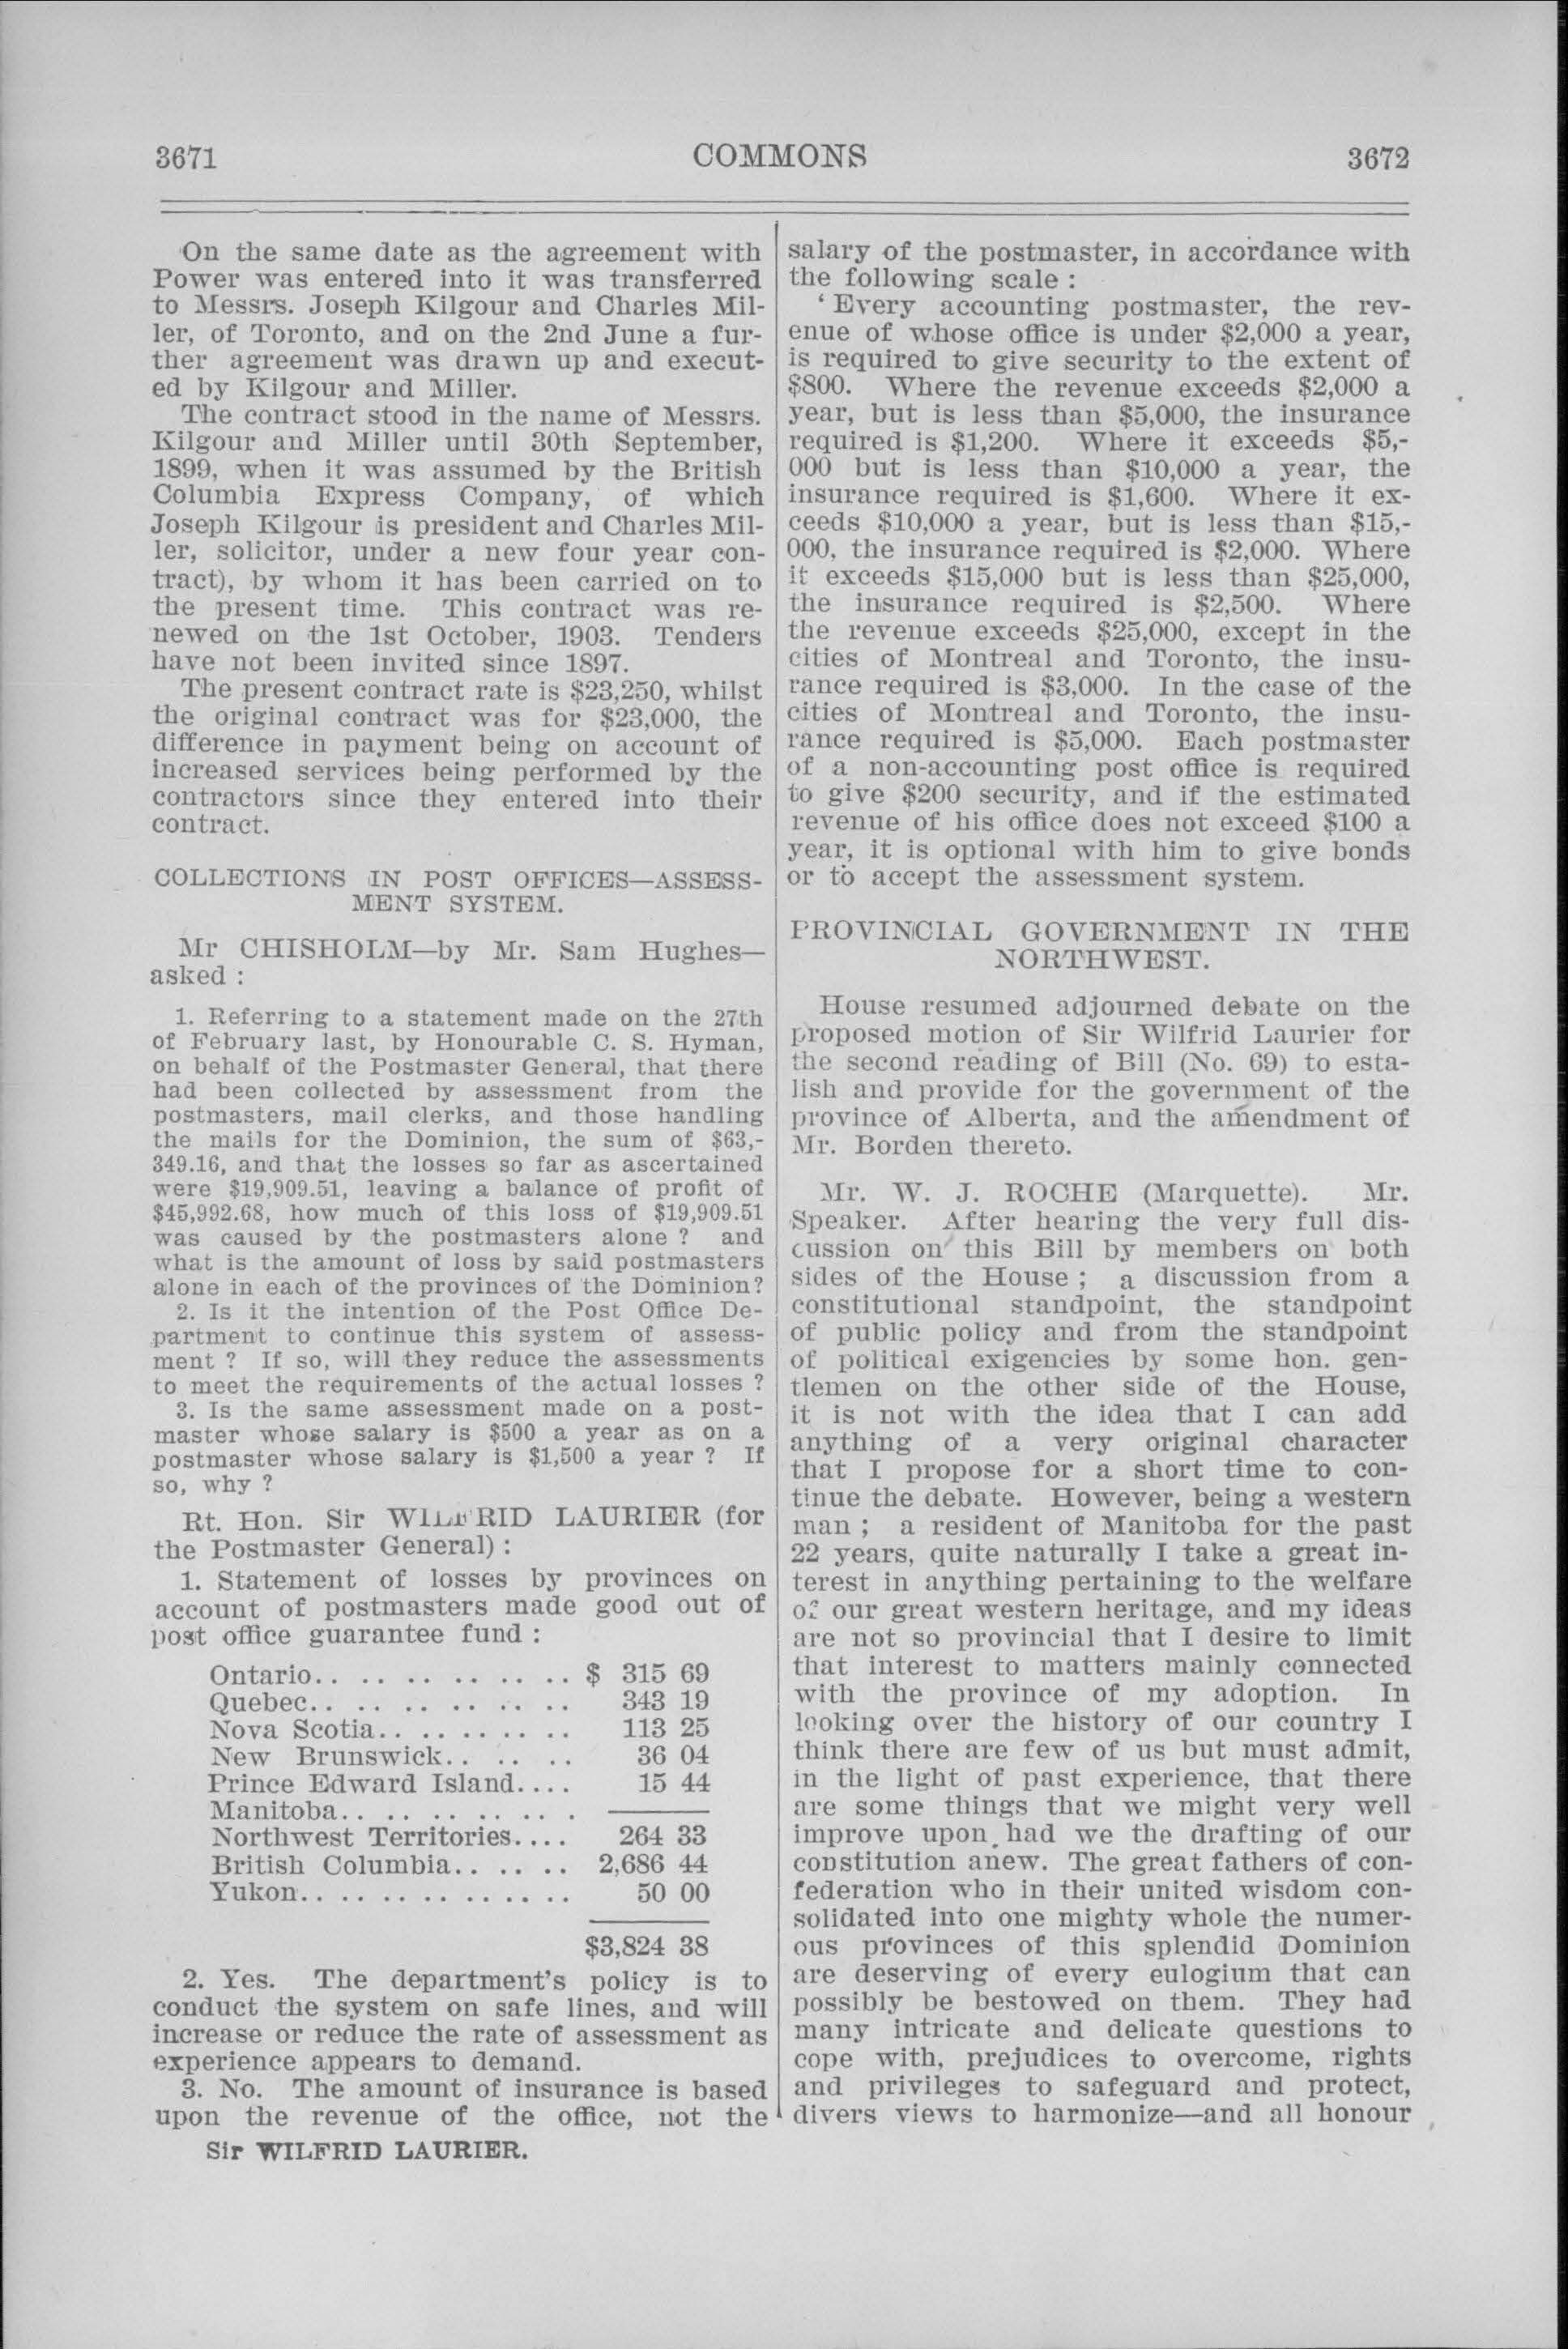 3671
COMMONS
3672
On the same date as the agreement with
Power was entered into it was transferred
to Messrs. Joseph Kilgour and Charles Mil-
ler, of Toronto, and on the 2nd June a fur-
ther agreement was drawn up and execut-
ed by Kilgour and Miller.
The contract stood in the name of Messrs.
Kilgour and Miller until 30th September,
1899, when it was assumed by the British
Columbia Express Company, of which
Joseph Kilgour is president and Charles Mil-
ler, solicitor, under a new four year con-
tract), by whom it has been carried on to
the present time. This contract was re-
newed on the 1st October, 1903. Tenders
have not been invited since 1897.
The present contract rate is $23,250, whilst
the original contract was for $23,000, the
difference in payment being on account of
increased services being performed by the
contractors since they entered into their
contract.
COLLECTIONS IN POST OFFICES—ASSESS-
MENT SYSTEM.
Mr CHISHOLM—by Mr. Sam Hughes—
asked :
1. Referring to a statement made on the 27th
of February last, by Honourable C. S. Hyman,
on behalf of the Postmaster General, that there
had been collected by assessment from the
postmasters, mail clerks, and those handling
the mails for the Dominion, the sum of $63,-
349.16, and that the losses so far as ascertained
were $19,909.51, leaving a balance of profit of
$45,992.68, how much of this loss of $19,909.51
was caused by the postmasters alone ? and
what is the amount of loss by said postmasters
alone in each of the provinces of the Dominion?
2. Is it the intention of the Post Office De-
partment to continue this system of assess-
ment ? If so, will they reduce the assessments
to meet the requirements of the actual losses ?
3. Is the same assessment made on a post-
master whose salary is $500 a year as on a
postmaster whose salary is $1,500 a year ? If
so, why ?
Rt. Hon. Sir WILFRID LAURIER (for
the Postmaster General) :
1. Statement of losses by provinces on
account of postmasters made good out of
post office guarantee fund :
Ontario.. .. .. .. .. .. $ 315 69
Quebec.. .. .. .. .. .. 343 19
Nova Scotia.. .. .. .. .. 113 25
New Brunswick.. .. .. 36 04
Prince Edward Island.... 15 44
Manitoba.. .. .. .. .. . ———
Northwest Territories.... 264 33
British Columbia.. .. .. 2,686 44
Yukon.. .. .. .. .. .. .. 50 00
$3,824 38
2. Yes. The department's policy is to
conduct the system on safe lines, and will
increase or reduce the rate of assessment as
experience appears to demand.
3. No. The amount of insurance is based
upon the revenue of the office, not the
Sir WILFRID LAURIER.
salary of the postmaster, in accordance with
the following scale :
' Every accounting postmaster, the rev-
enue of whose office is under $2,000 a year,
is required to give security to the extent of
$800. Where the revenue exceeds $2,000 a
year, but is less than $5,000, the insurance
required is $1,200. Where it exceeds $5,-
000 but is less than $10,000 a year, the
insurance required is $1,600. Where it ex-
ceeds $10,000 a year, but is less than $15,-
000, the insurance required is $2,000. Where
it exceeds $15,000 but is less than $25,000,
the insurance required is $2,500. Where
the revenue exceeds $25,000, except in the
cities of Montreal and Toronto, the insu-
rance required is $3,000. In the case of the
cities of Montreal and Toronto, the insu-
rance required is $5,000. Each postmaster
of a non-accounting post office is required
to give $200 security, and if the estimated
revenue of his office does not exceed $100 a
year, it is optional with him to give bonds
or to accept the assessment system.
PROVINCIAL GOVERNMENT IN THE
NORTHWEST.
House resumed adjourned debate on the
proposed motion of Sir Wilfrid Laurier for
the second reading of Bill (No. 69) to esta-
lish and provide for the government of the
province of Alberta, and the amendment of
Mr. Borden thereto.
Mr. W. J. ROCHE (Marquette). Mr.
Speaker. After hearing the very full dis-
cussion on this Bill by members on both
sides of the House ; a discussion from a
constitutional standpoint, the standpoint
of public policy and from the standpoint
of political exigencies by some hon. gen-
tlemen on the other side of the House,
it is not with the idea that I can add
anything of a very original character
that I propose for a short time to con-
tinue the debate. However, being a western
man ; a resident of Manitoba for the past
22 years, quite naturally I take a great in-
terest in anything pertaining to the welfare
of our great western heritage, and my ideas
are not so provincial that I desire to limit
that interest to matters mainly connected
with the province of my adoption. In
looking over the history of our country I
think there are few of us but must admit,
in the light of past experience, that there
are some things that we might very well
improve upon had we the drafting of our
constitution anew. The great fathers of con-
federation who in their united wisdom con-
solidated into one mighty whole the numer-
ous provinces of this splendid Dominion
are deserving of every eulogium that can
possibly be bestowed on them. They had
many intricate and delicate questions to
cope with, prejudices to overcome, rights
and privileges to safeguard and protect,
divers views to harmonize—and all honour